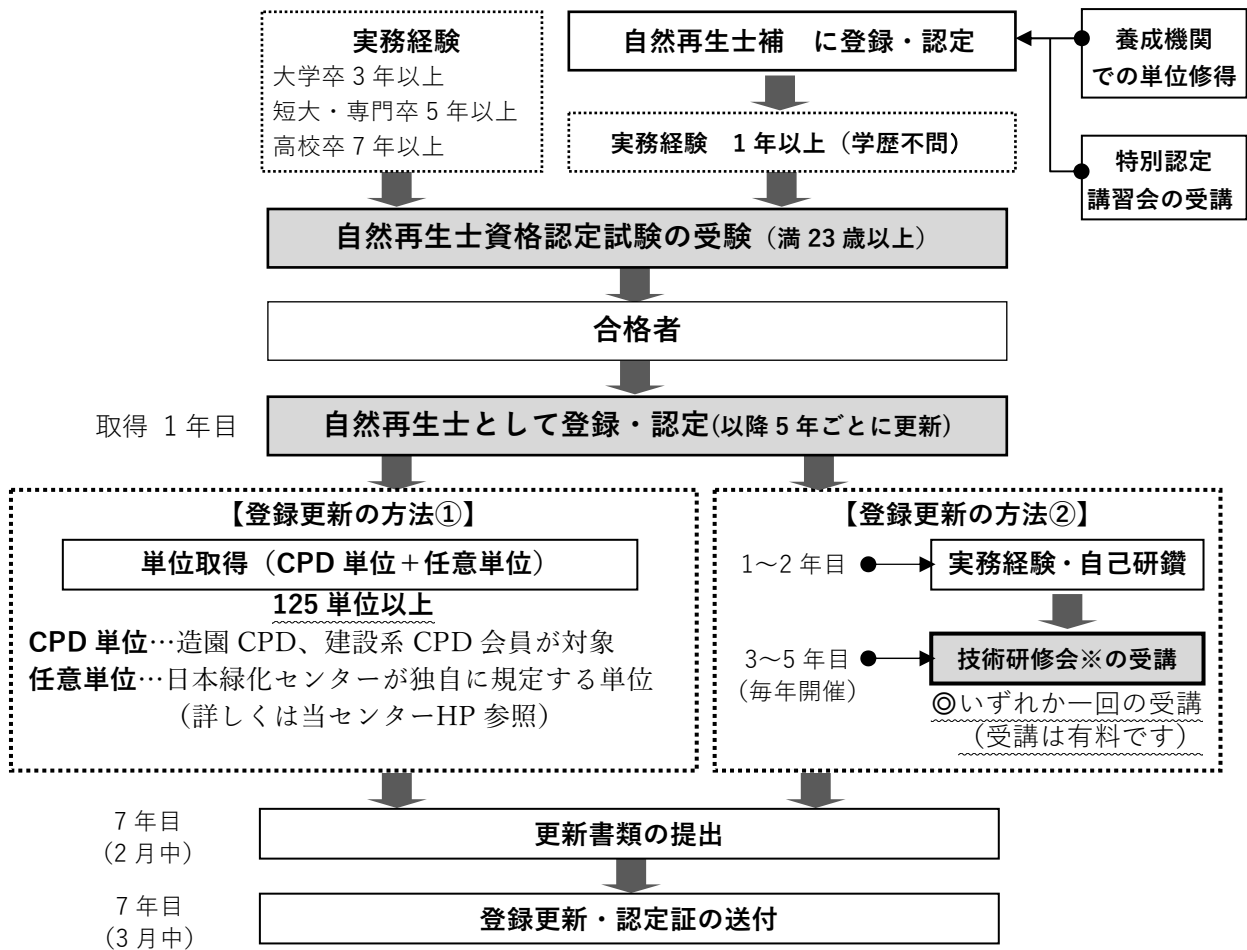 実務経験
大学卒 3 年以上
短大・専門卒 5 年以上
高校卒 7 年以上
自然再生士補　に登録・認定
養成機関
での単位修得
実務経験　1 年以上（学歴不問）
特別認定
講習会の受講
自然再生士資格認定試験の受験（満 23 歳以上）
合格者
取得 1 年目
自然再生士として登録・認定(以降 5 年ごとに更新)
【登録更新の方法①】
単位取得（CPD 単位＋任意単位）
125 単位以上
CPD 単位…造園 CPD、建設系 CPD 会員が対象
任意単位…日本緑化センターが独自に規定する単位
（詳しくは当センターHP 参照）
【登録更新の方法②】
1～2 年目
実務経験・自己研鑽
3～5 年目
（毎年開催）
技術研修会※の受講
◎いずれか一回の受講
（受講は有料です）
7 年目
（2 月中）
更新書類の提出
7 年目
（3 月中）
登録更新・認定証の送付